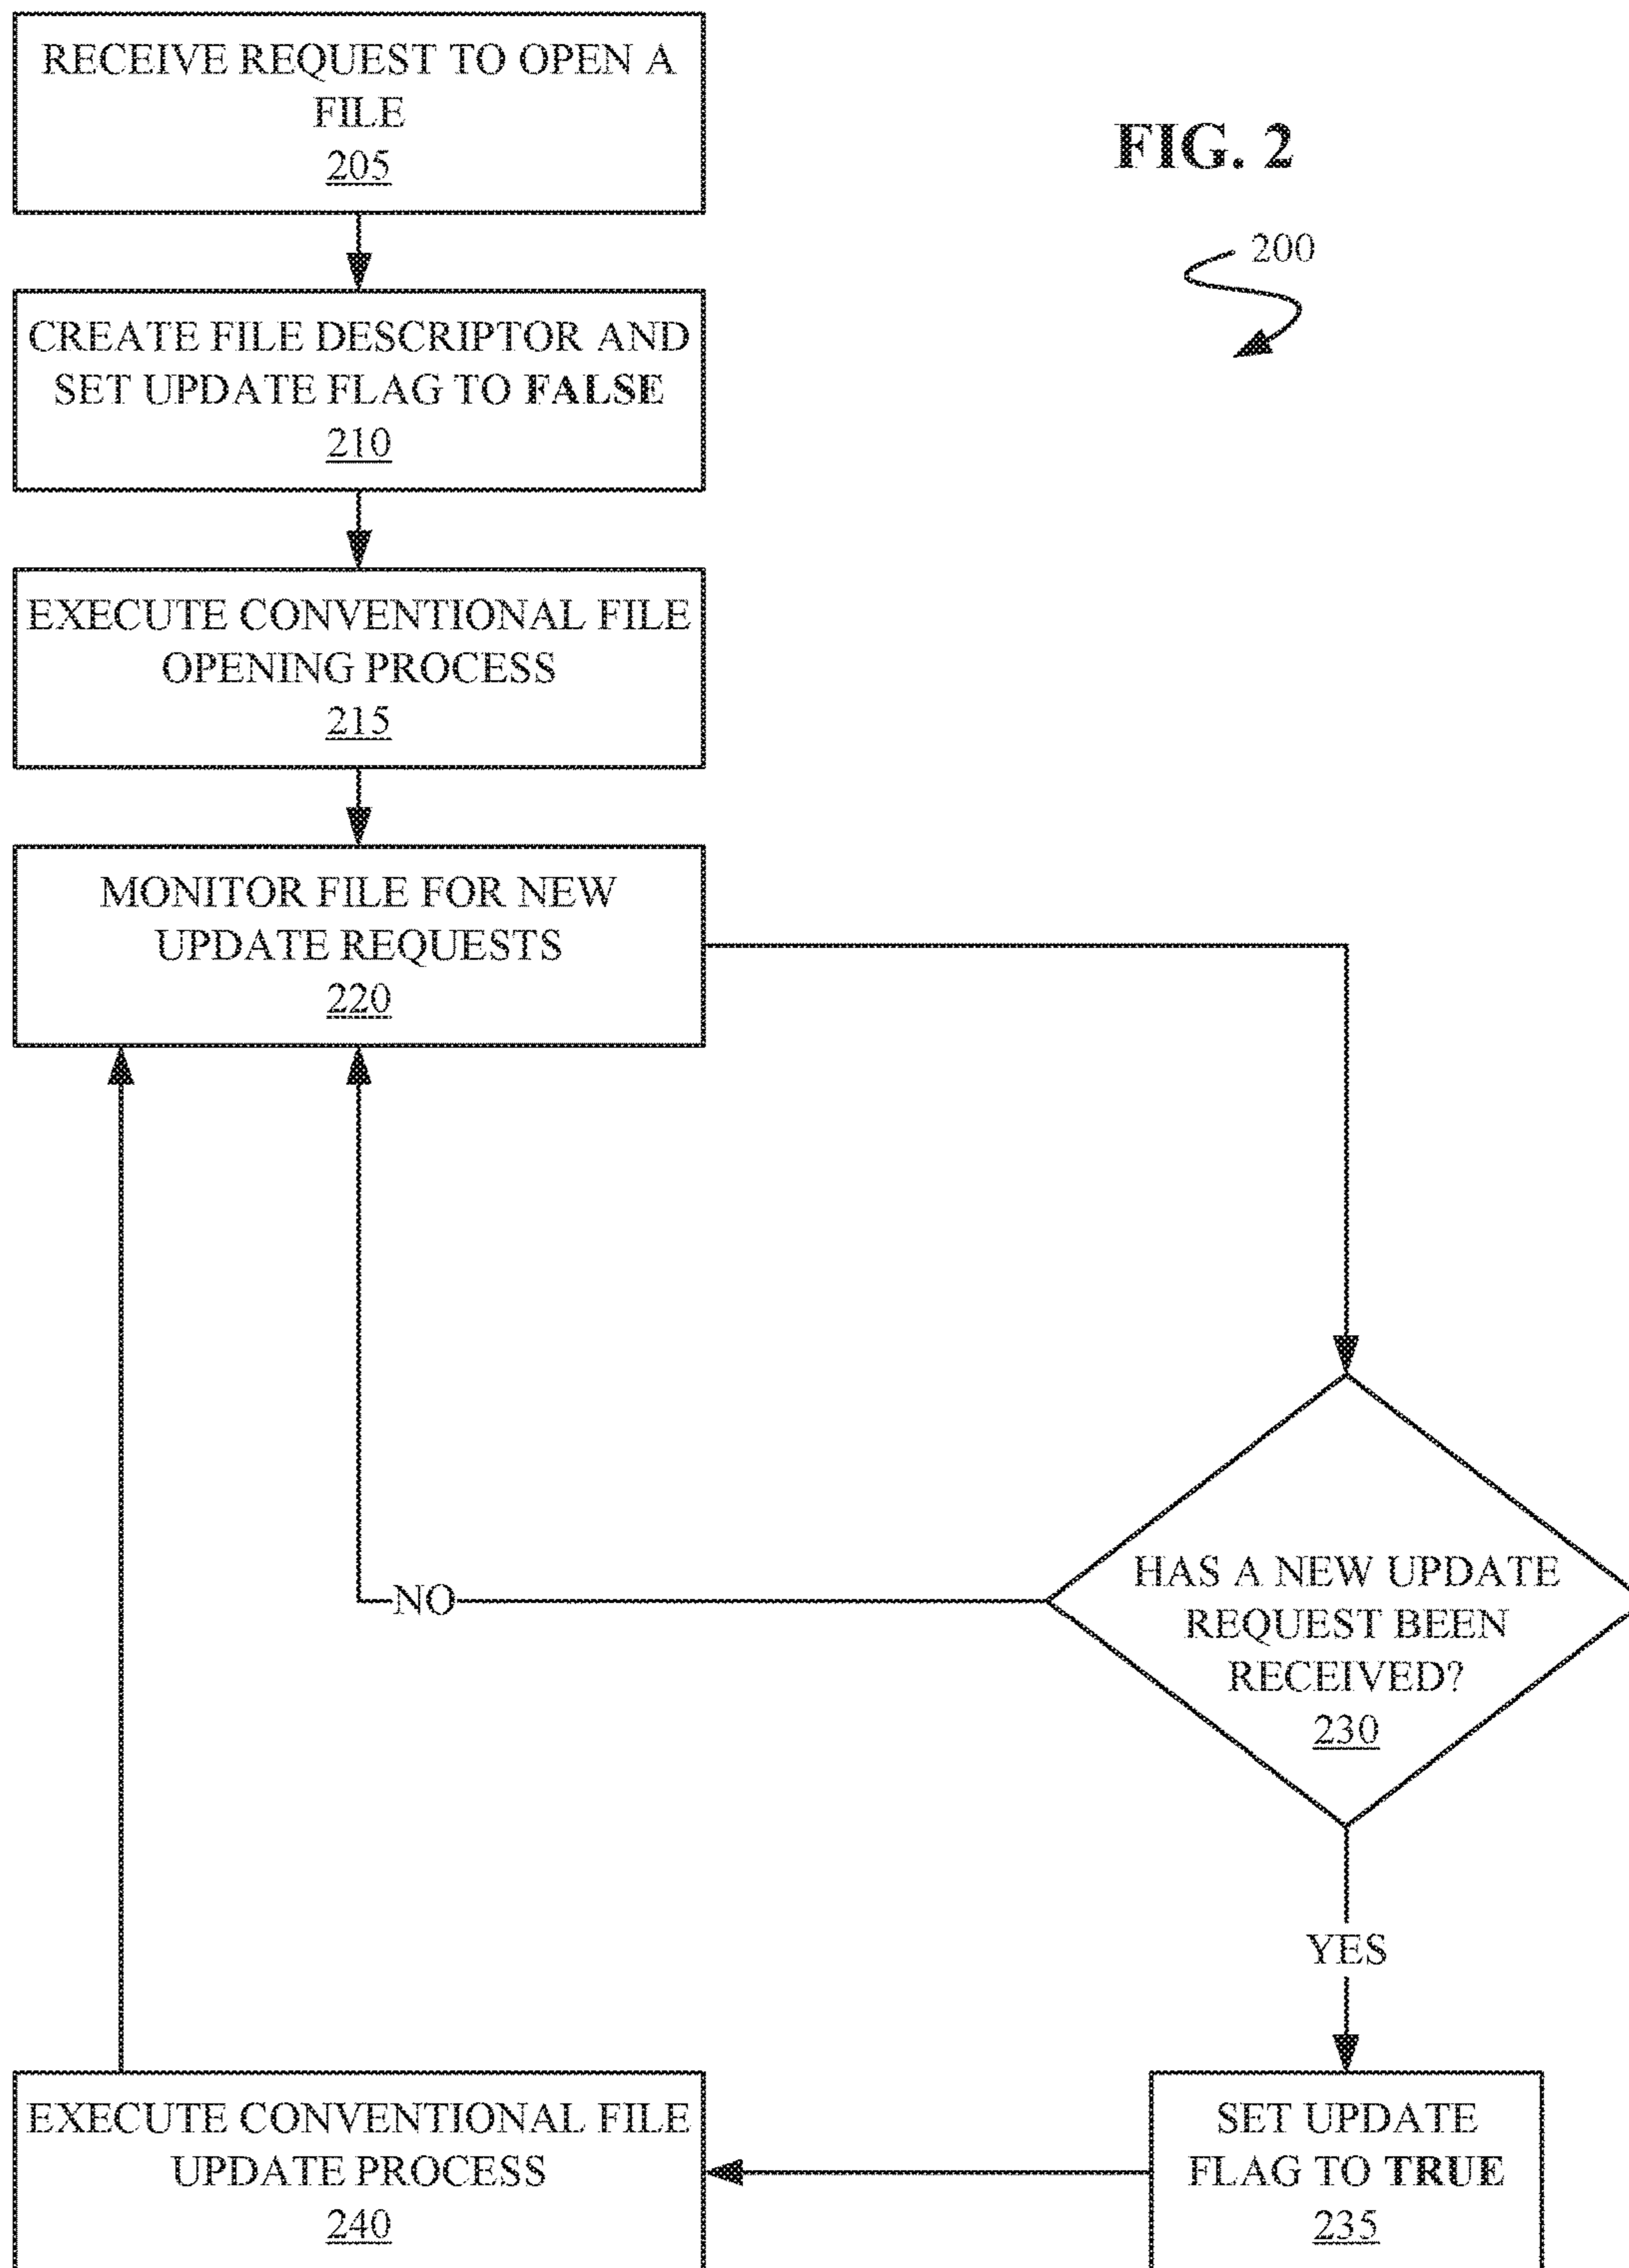 RECEIVE REQUEST TO OPEN A
FILE
205
FIG. 2
200
CREATE FILE DESCRIPTOR AND
SET UPDATE FLAG TO FALSE
210
EXECUTE CONVENTIONAL FILE
OPENING PROCESS
215
MONITOR FILE FOR NEW
UPDATE REQUESTS
220
HAS A NEW UPDATE
REQUEST BEEN
RECEIVED?
230
NO
YES
SET UPDATE
FLAG TO TRUE
235
EXECUTE CONVENTIONAL FILE
UPDATE PROCESS
240